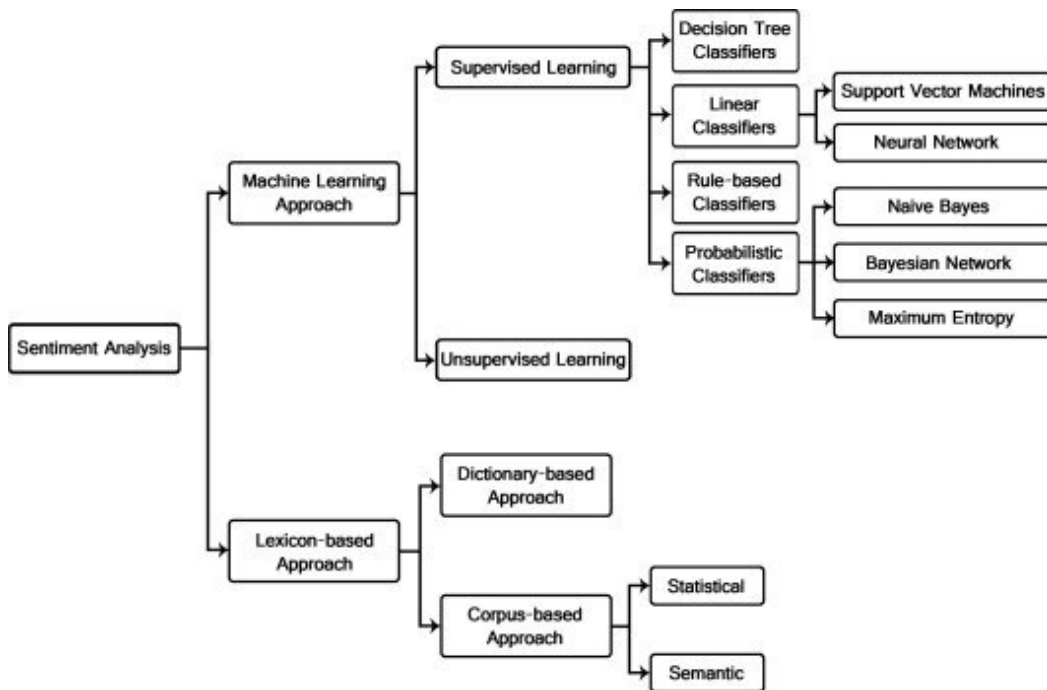 Decision Tree
Classifiers
Supervised Learning
Linear
Classifiers
Support Vector Machines
Neural Network
Machine Learning
Approach
Rule-based
Classifiers
Naive Bayes
Probabilistic
Classifiers
Bayesian Network
Maximum Entropy
Sentiment Analysis
Unsupervised Learning
Dictionary-based
Approach
Lexicon-based
Approach
Corpus-based
Approach
Statistical
Semantic